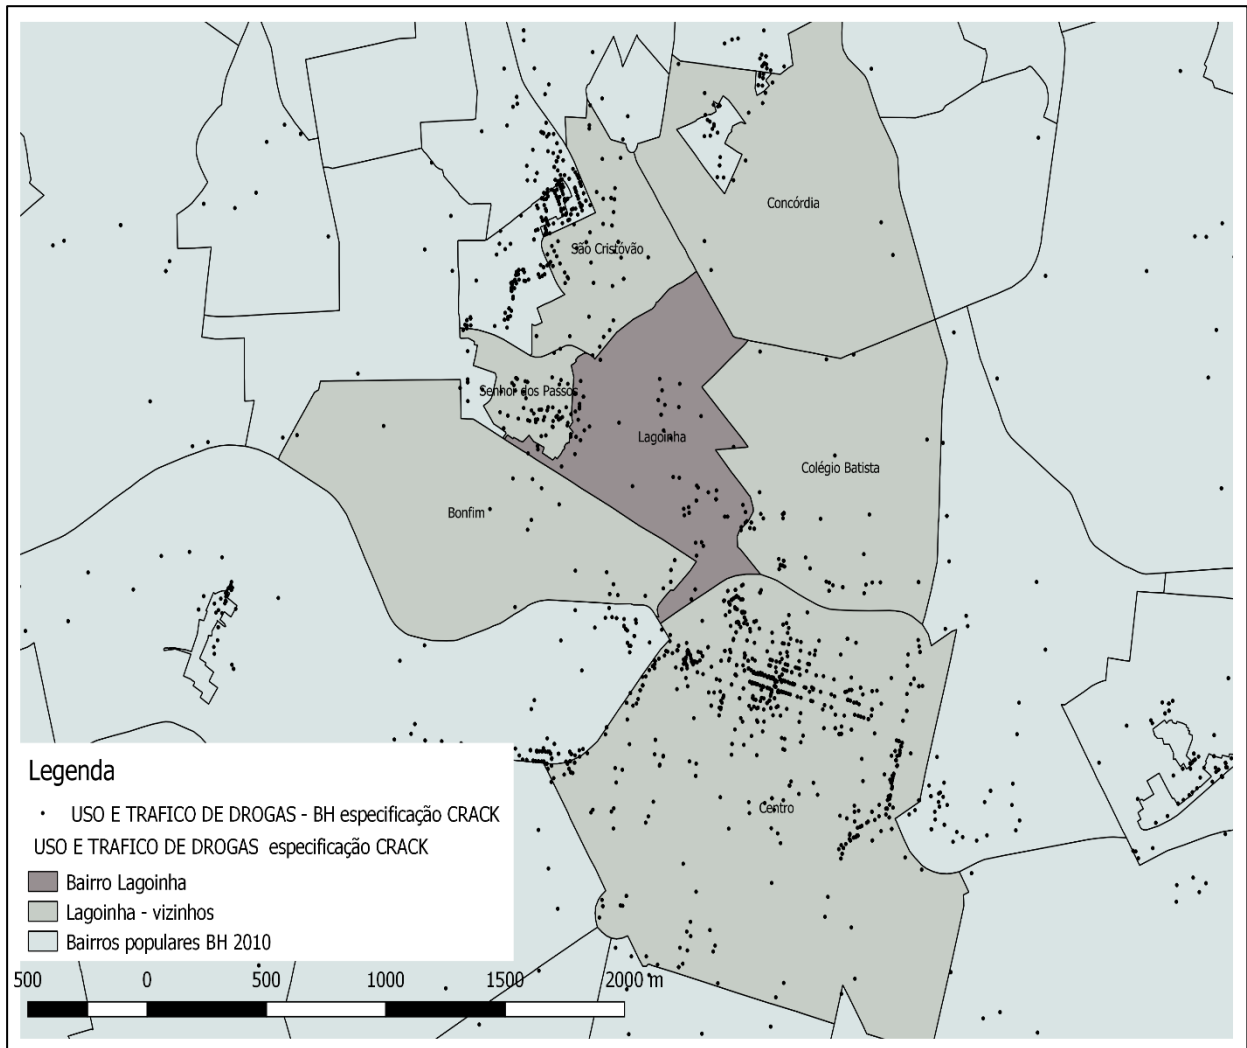 Concórdia
São Cristóvão
Senhor dos Passos
Lagoinha
Colégio Batista
Bonfim
Centro
Legenda
USO E TRAFICO DE DROGAS - BH especificação CRACK
USO E TRAFICO DE DROGAS especificação CRACK
Bairro Lagoinha
Lagoinha - vizinhos
Bairros populares BH 2010
500 0 500 1000 1500 2000 m